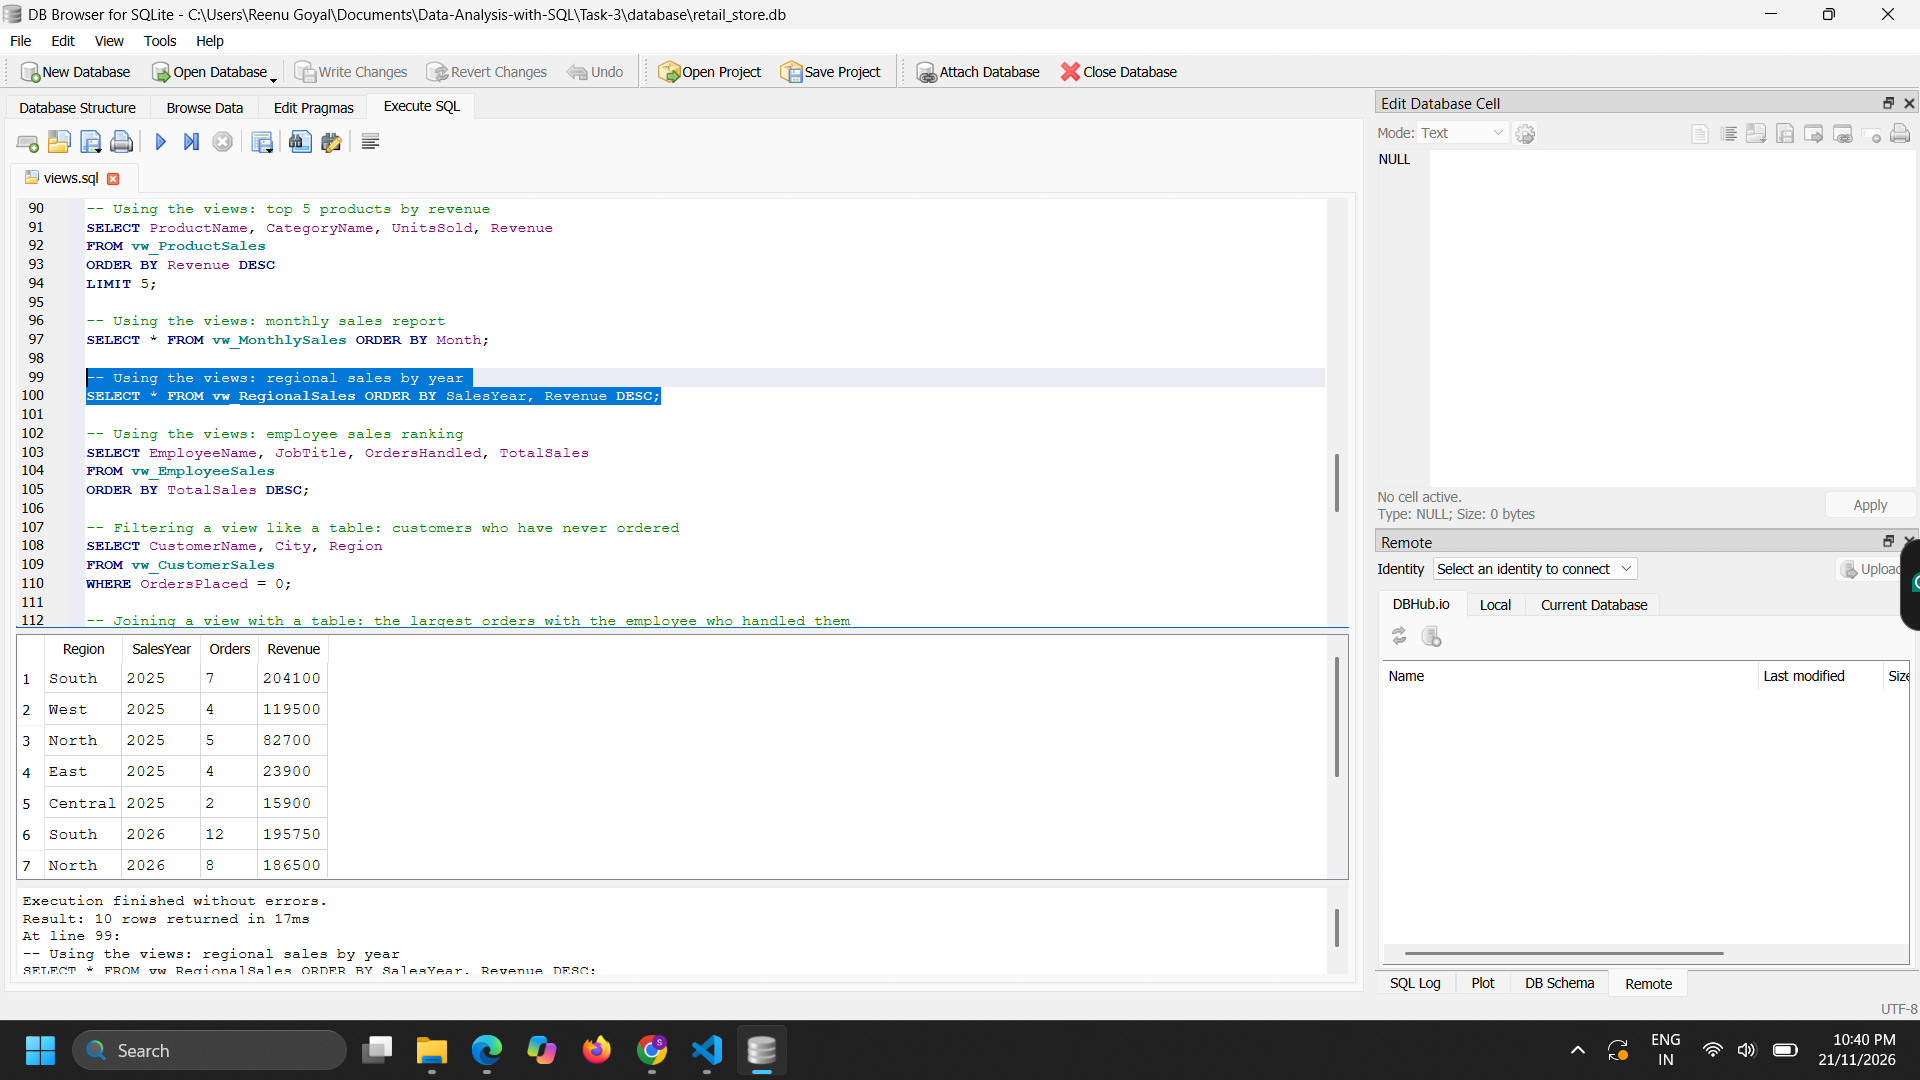 DB Browser for SQLite - C:\Users\Reenu Goyal\Documents\Data-Analysis-with-SQL\Task-3\database\retail_store.db
File Edit View Tools Help
New Database Open Database Write Changes Revert Changes Undo Open Project Save Project Attach Database Close Database
Database Structure Browse Data Edit Pragmas Execute SQL
views.sql
90 -- Using the views: top 5 products by revenue
91 SELECT ProductName, CategoryName, UnitsSold, Revenue
92 FROM vw_ProductSales
93 ORDER BY Revenue DESC
94 LIMIT 5;
95
96 -- Using the views: monthly sales report
97 SELECT * FROM vw_MonthlySales ORDER BY Month;
98
99 -- Using the views: regional sales by year
100 SELECT * FROM vw_RegionalSales ORDER BY SalesYear, Revenue DESC;
101
102 -- Using the views: employee sales ranking
103 SELECT EmployeeName, JobTitle, OrdersHandled, TotalSales
104 FROM vw_EmployeeSales
105 ORDER BY TotalSales DESC;
106
107 -- Filtering a view like a table: customers who have never ordered
108 SELECT CustomerName, City, Region
109 FROM vw_CustomerSales
110 WHERE OrdersPlaced = 0;
111
112 -- Joining a view with a table: the largest orders with the employee who handled them
Region SalesYear Orders Revenue
1 South 2025 7 204100
2 West 2025 4 119500
3 North 2025 5 82700
4 East 2025 4 23900
5 Central 2025 2 15900
6 South 2026 12 195750
7 North 2026 8 186500
Execution finished without errors.
Result: 10 rows returned in 17ms
At line 99:
-- Using the views: regional sales by year
SELECT * FROM vw_RegionalSales ORDER BY SalesYear, Revenue DESC;
Edit Database Cell
Mode: Text
NULL
No cell active.
Type: NULL; Size: 0 bytes
Apply
Remote
Identity Select an identity to connect Upload
DBHub.io Local Current Database
Name Last modified Size
SQL Log Plot DB Schema Remote
UTF-8
Search
S
ENG
IN
10:40 PM
21/11/2026